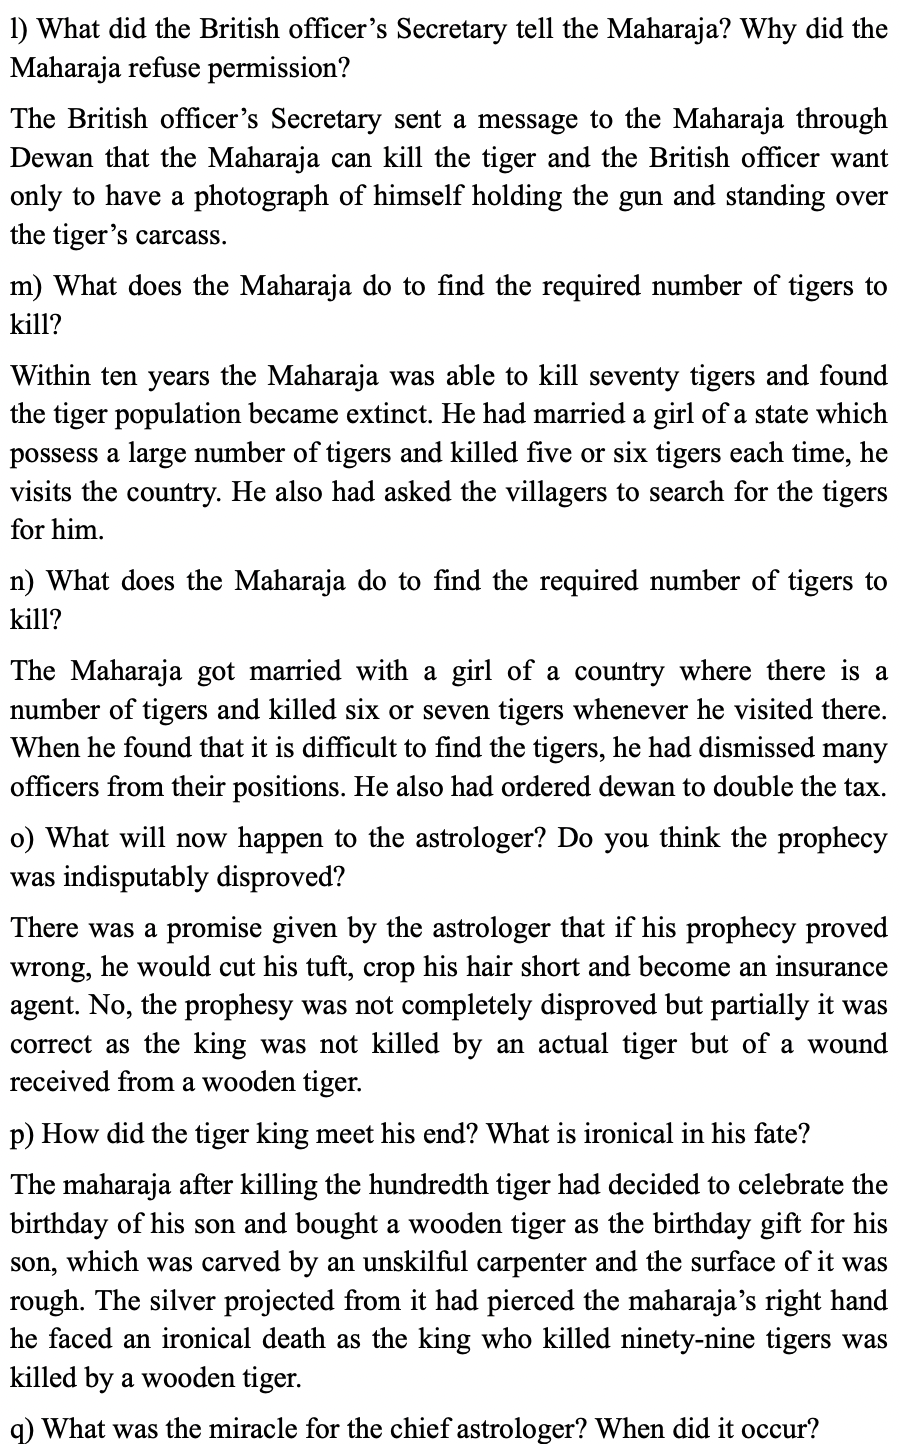 l) What did the British officer’s Secretary tell the Maharaja? Why did the
Maharaja refuse permission?
The British officer’s Secretary sent a message to the Maharaja through
Dewan that the Maharaja can kill the tiger and the British officer want
only to have a photograph of himself holding the gun and standing over
the tiger’s carcass.
m) What does the Maharaja do to find the required number of tigers to
kill?
Within ten years the Maharaja was able to kill seventy tigers and found
the tiger population became extinct. He had married a girl of a state which
possess a large number of tigers and killed five or six tigers each time, he
visits the country. He also had asked the villagers to search for the tigers
for him.
n) What does the Maharaja do to find the required number of tigers to
kill?
The Maharaja got married with a girl of a country where there is a
number of tigers and killed six or seven tigers whenever he visited there.
When he found that it is difficult to find the tigers, he had dismissed many
officers from their positions. He also had ordered dewan to double the tax.
o) What will now happen to the astrologer? Do you think the prophecy
was indisputably disproved?
There was a promise given by the astrologer that if his prophecy proved
wrong, he would cut his tuft, crop his hair short and become an insurance
agent. No, the prophesy was not completely disproved but partially it was
correct as the king was not killed by an actual tiger but of a wound
received from a wooden tiger.
p) How did the tiger king meet his end? What is ironical in his fate?
The maharaja after killing the hundredth tiger had decided to celebrate the
birthday of his son and bought a wooden tiger as the birthday gift for his
son, which was carved by an unskilful carpenter and the surface of it was
rough. The silver projected from it had pierced the maharaja’s right hand
he faced an ironical death as the king who killed ninety-nine tigers was
killed by a wooden tiger.
q) What was the miracle for the chief astrologer? When did it occur?